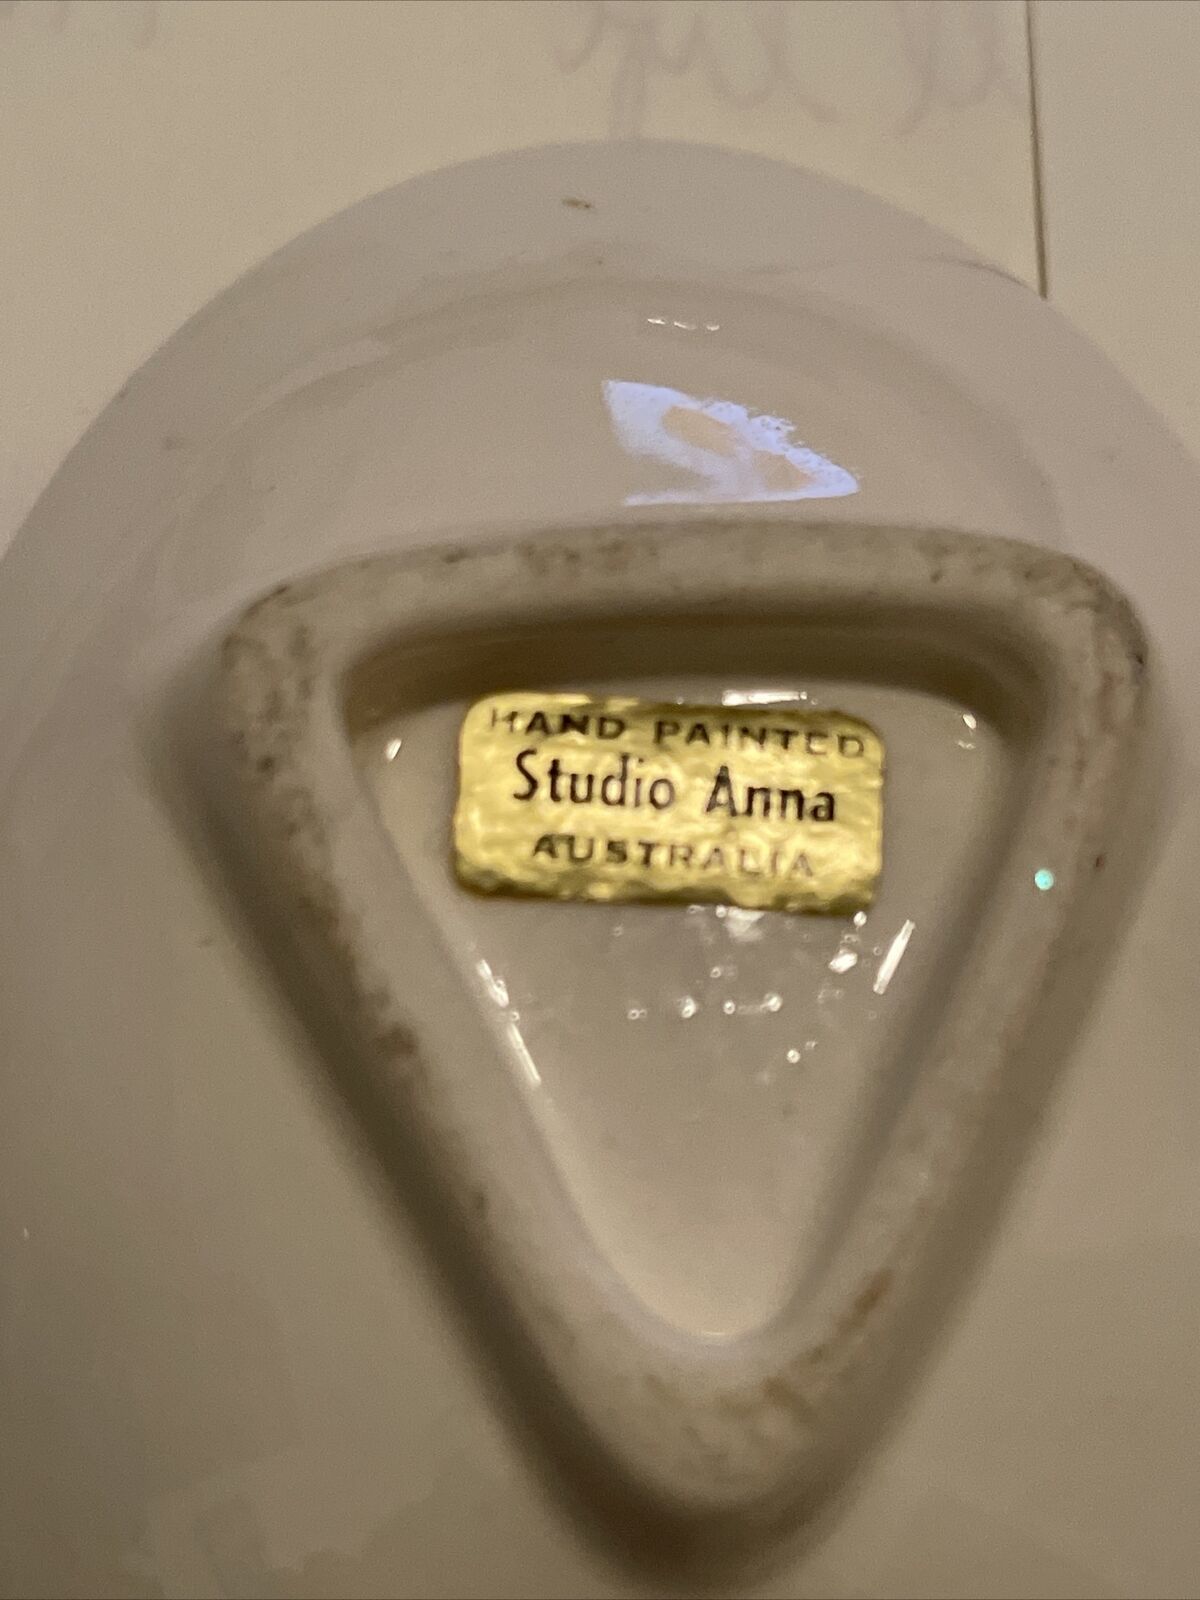 HAND PAINTED
Studio Anna
AUSTRALIA